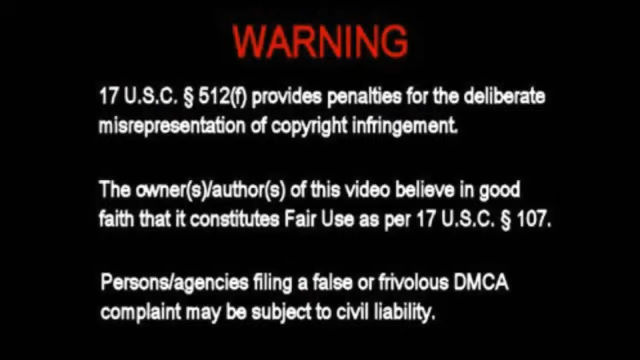 WARNING
17 U.S.C. § 512(f) provides penalties for the deliberate
misrepresentation of copyright infringement.
The owner(s)/author(s) of this video believe in good
faith that it constitutes Fair Use as per 17 U.S.C. § 107.
Persons/agencies filing a false or frivolous DMCA
complaint may be subject to civil liability.